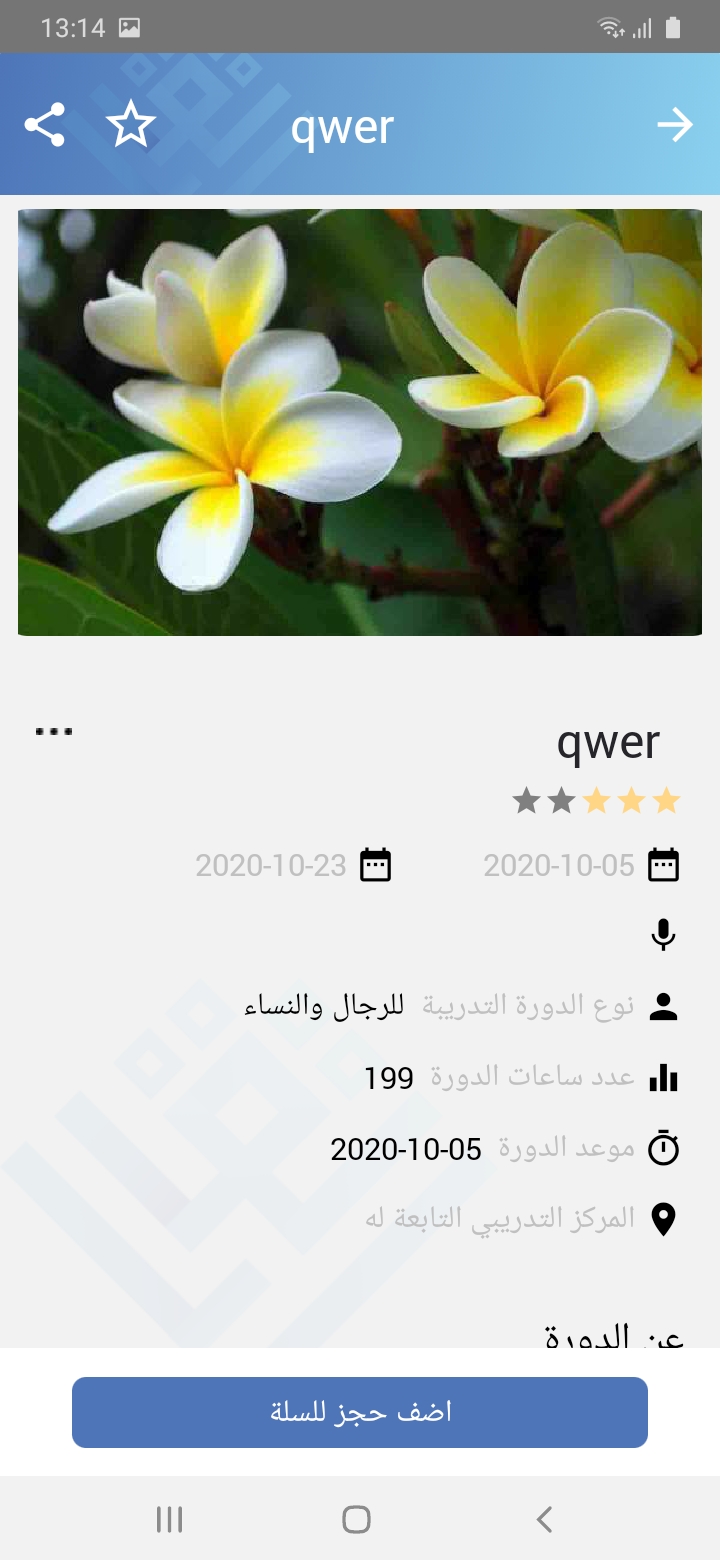 13:14
qwer
qwer
2020-10-05 2020-10-23
نوع الدورة التدريبة للرجال والنساء
عدد ساعات الدورة 199
موعد الدورة 2020-10-05
المركز التدريبي التابعة له
عن الدورة
اضف حجز للسلة